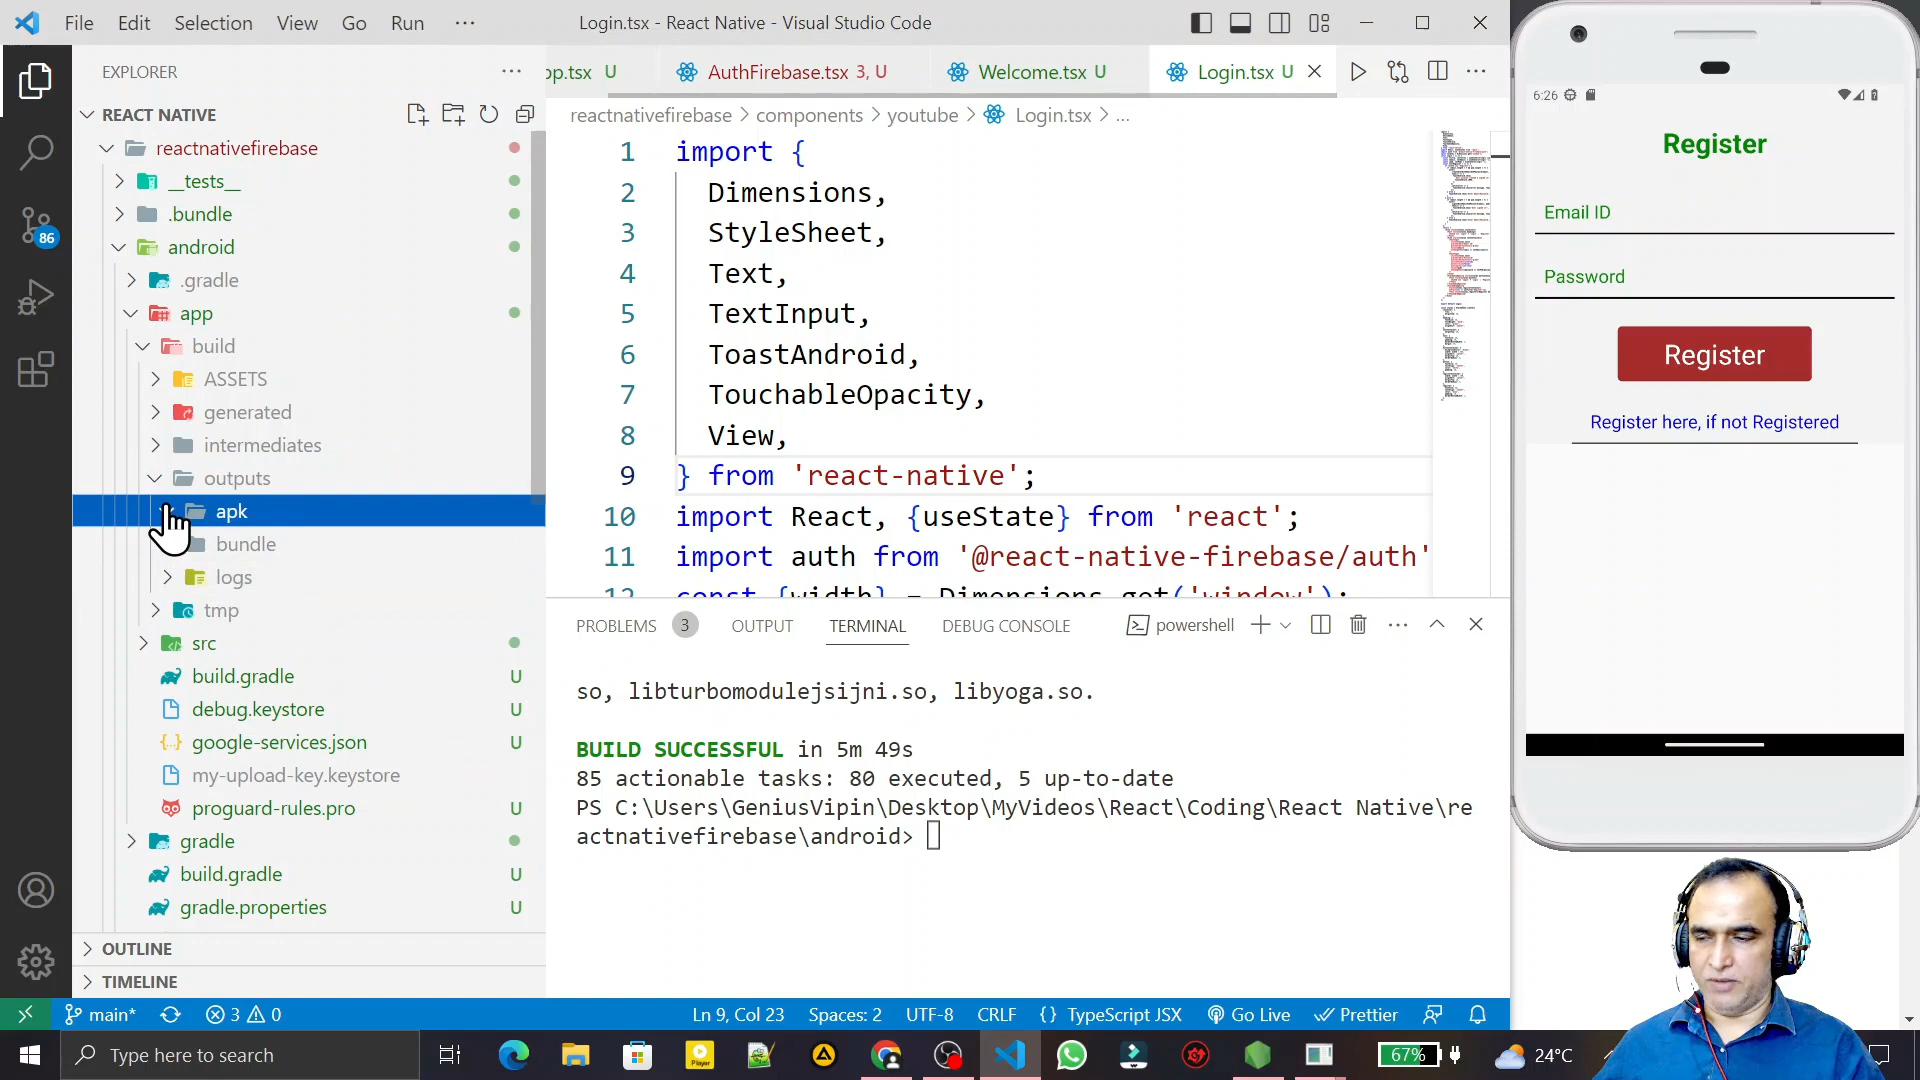 File Edit Selection View Go Run ···
Login.tsx - React Native - Visual Studio Code
EXPLORER
REACT NATIVE
reactnativefirebase
__tests__
.bundle
android
.gradle
app
build
ASSETS
generated
intermediates
outputs
apk
bundle
logs
tmp
src
build.gradle U
debug.keystore U
google-services.json U
my-upload-key.keystore
proguard-rules.pro U
gradle
build.gradle U
gradle.properties U
OUTLINE
TIMELINE
86
pp.tsx U
AuthFirebase.tsx 3, U
Welcome.tsx U
Login.tsx U
reactnativefirebase > components > youtube > Login.tsx > ...
1 import {
2 Dimensions,
3 StyleSheet,
4 Text,
5 TextInput,
6 ToastAndroid,
7 TouchableOpacity,
8 View,
9 } from 'react-native';
10 import React, {useState} from 'react';
11 import auth from '@react-native-firebase/auth'
12 const {width} = Dimensions.get('window');
PROBLEMS 3 OUTPUT TERMINAL DEBUG CONSOLE powershell
so, libturbomodulejsijni.so, libyoga.so.
BUILD SUCCESSFUL in 5m 49s
85 actionable tasks: 80 executed, 5 up-to-date
PS C:\Users\GeniusVipin\Desktop\MyVideos\React\Coding\React Native\re
actnativefirebase\android>
main* 3 0 Ln 9, Col 23 Spaces: 2 UTF-8 CRLF {} TypeScript JSX Go Live Prettier
Type here to search
Player
67%
24°C
6:26
Register
Email ID
Password
Register
Register here, if not Registered